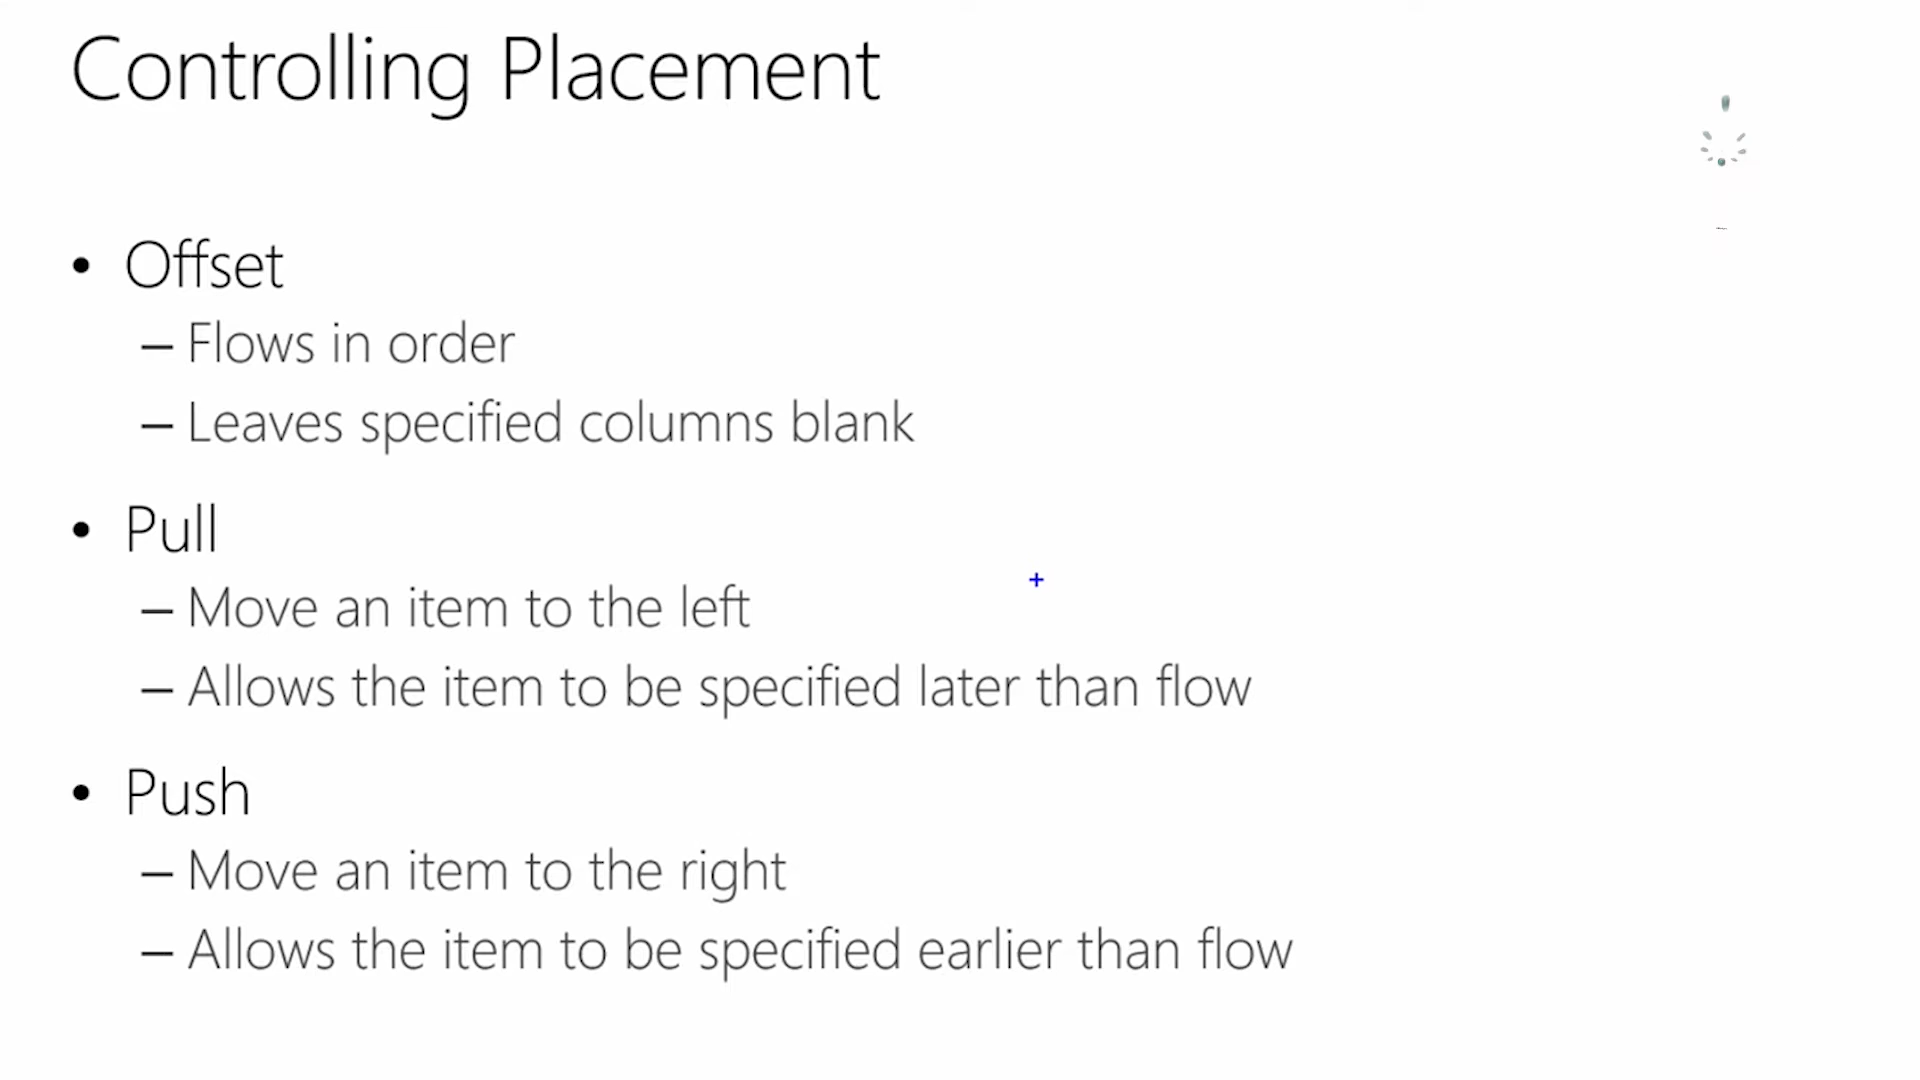 Controlling Placement
• Offset
– Flows in order
– Leaves specified columns blank
• Pull
– Move an item to the left
– Allows the item to be specified later than flow
• Push
– Move an item to the right
– Allows the item to be specified earlier than flow